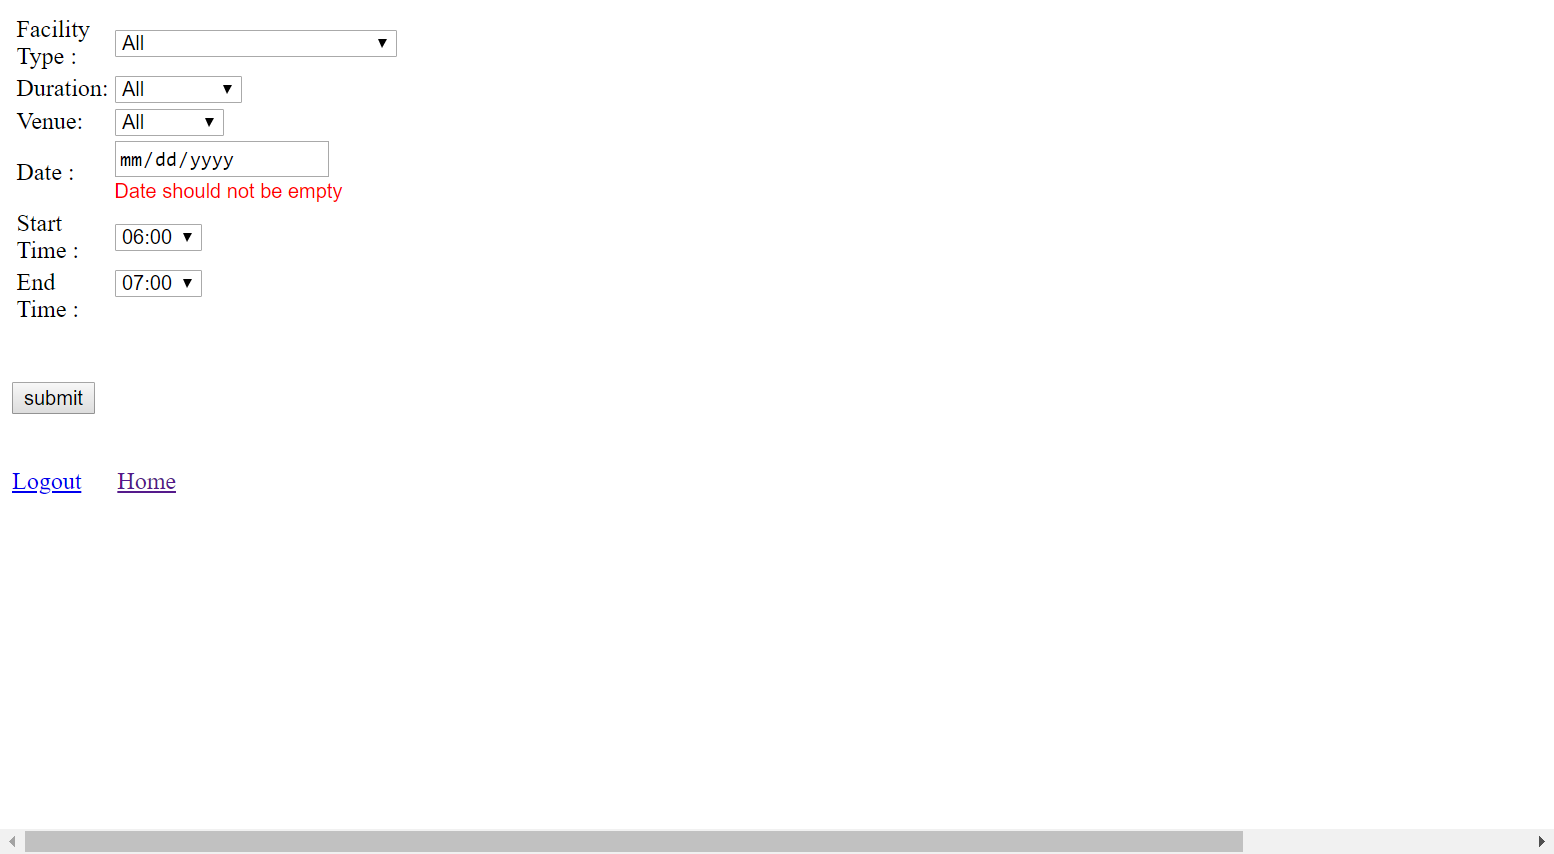 Facility
Type :
All
Duration:
All
Venue:
All
Date :
mm/dd/yyyy
Date should not be empty
Start
Time :
06:00
End
Time :
07:00
submit
Logout Home